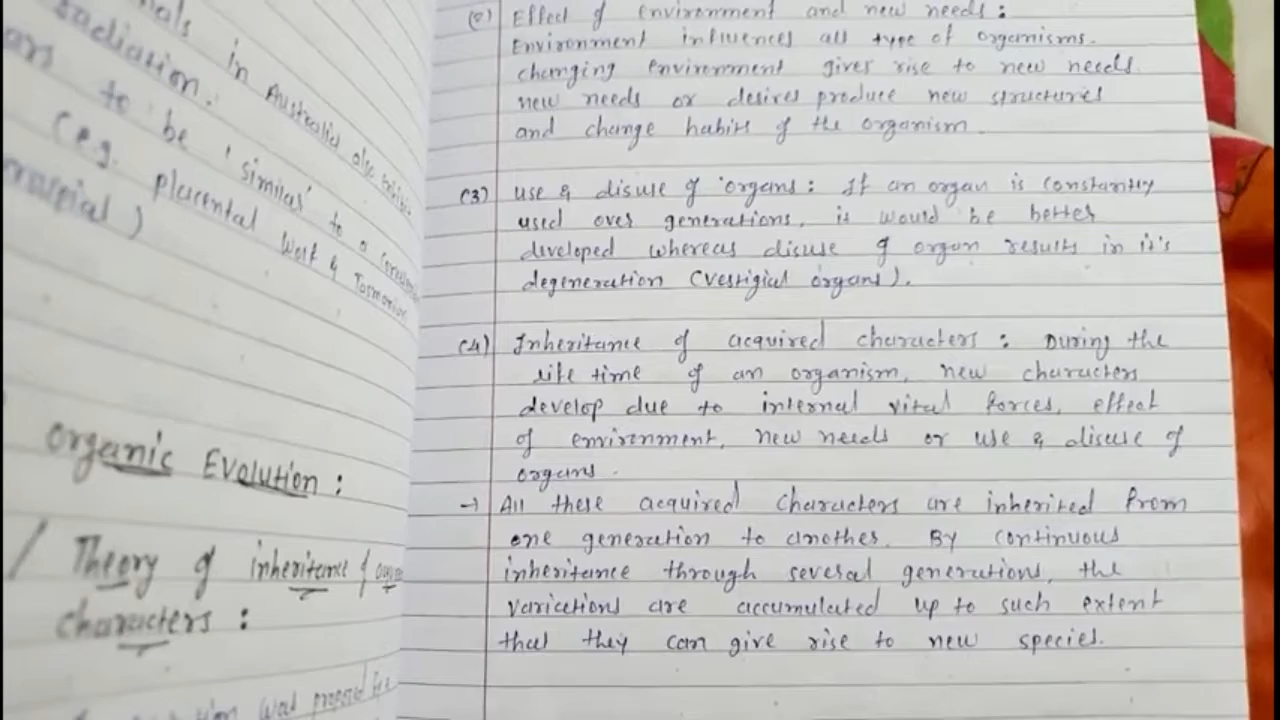 nals in Australia also
radiation.
to be 'similar' to a
(e.g. placental Wolf & Tasmanian
)
Organic Evolution :
/ Theory of inheritance of
characters :
was proposed
Effect of Environment and new needs :
Environment influences all type of organisms.
changing environment gives rise to new needs.
new needs or desires produce new structures
and change habits of the organism.
(3) use & disuse of organs : If an organ is constantly
used over generations, it would be better
developed whereas disuse of organ results in it's
degeneration (vestigial organs).
(4) Inheritance of acquired characters : During the
life time of an organism, new characters
develop due to internal vital forces, effect
of environment, new needs or use & disuse of
organs.
→ All these acquired characters are inherited from
one generation to another. By continuous
inheritance through several generations, the
variations are accumulated up to such extent
that they can give rise to new species.